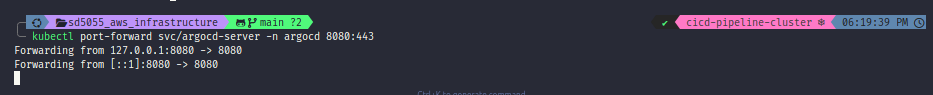 sd5055_aws_infrastructure main ?2 ✔ cicd-pipeline-cluster ⎈ 06:19:39 PM
kubectl port-forward svc/argocd-server -n argocd 8080:443
Forwarding from 127.0.0.1:8080 -> 8080
Forwarding from [::1]:8080 -> 8080
Ctrl+K to generate command